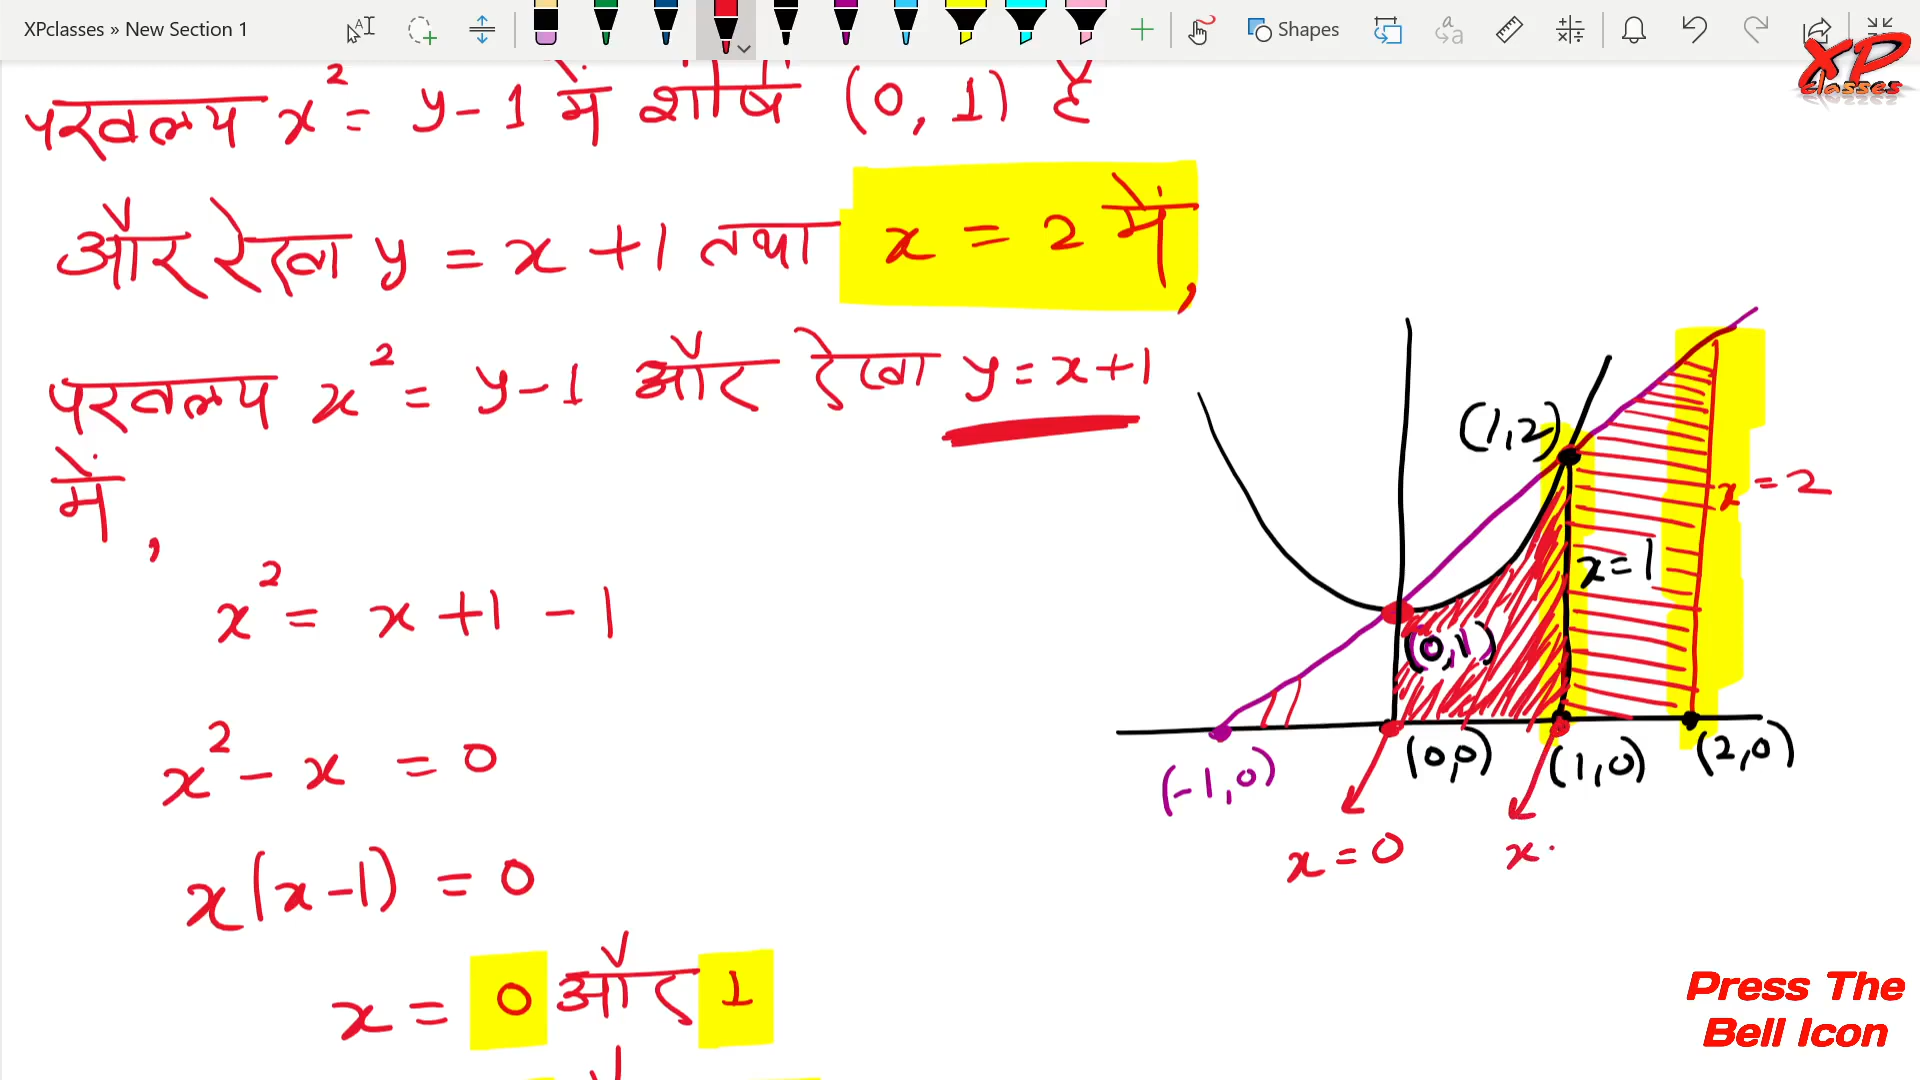 XPclasses » New Section 1
Shapes
XP
classes
परवलय x² = y - 1 में शीर्ष (0, 1) है
और रेखा y = x + 1 तथा x = 2 में,
परवलय x² = y - 1 और रेखा y = x + 1
में,
x² = x + 1 - 1
x² - x = 0
x(x - 1) = 0
x = 0 और 1
(1,2)
x = 2
x = 1
(0,1)
(-1,0)
(0,0)
(1,0)
(2,0)
x = 0
x
Press The
Bell Icon